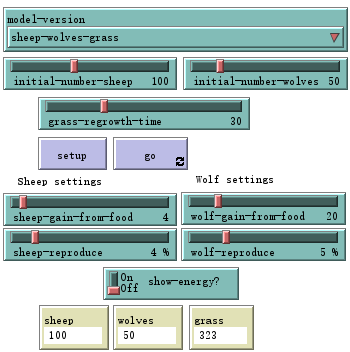 model-version
sheep-wolves-grass
initial-number-sheep 100
initial-number-wolves 50
grass-regrowth-time 30
setup
go
Sheep settings
Wolf settings
sheep-gain-from-food 4
wolf-gain-from-food 20
sheep-reproduce 4 %
wolf-reproduce 5 %
On
Off
show-energy?
sheep
wolves
grass
100
50
323